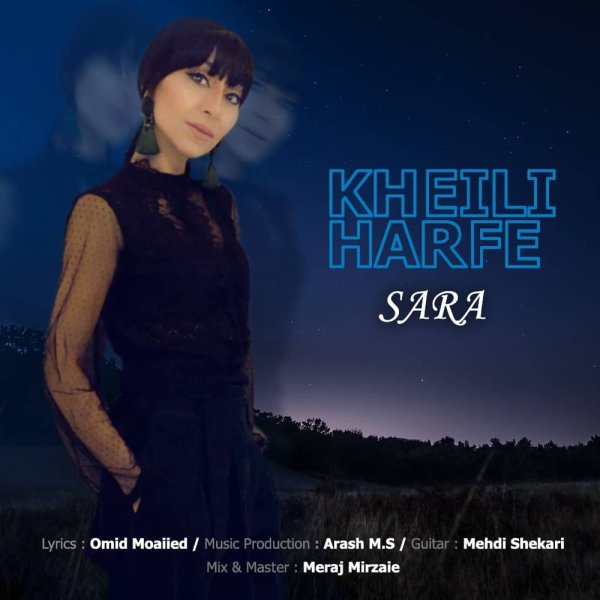 KHEILI
HARFE
SARA
Lyrics : Omid Moaiied / Music Production : Arash M.S / Guitar : Mehdi Shekari
Mix & Master : Meraj Mirzaie